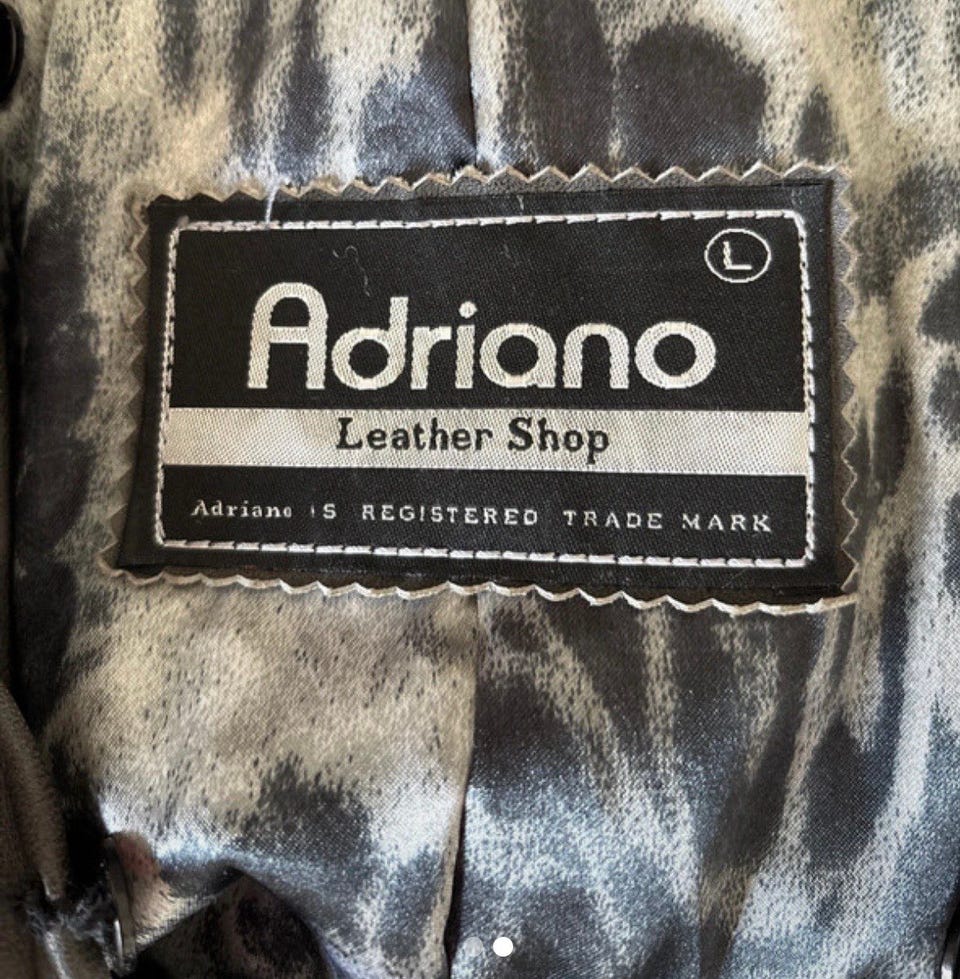 L
Adriano
Leather Shop
Adriano IS REGISTERED TRADE MARK